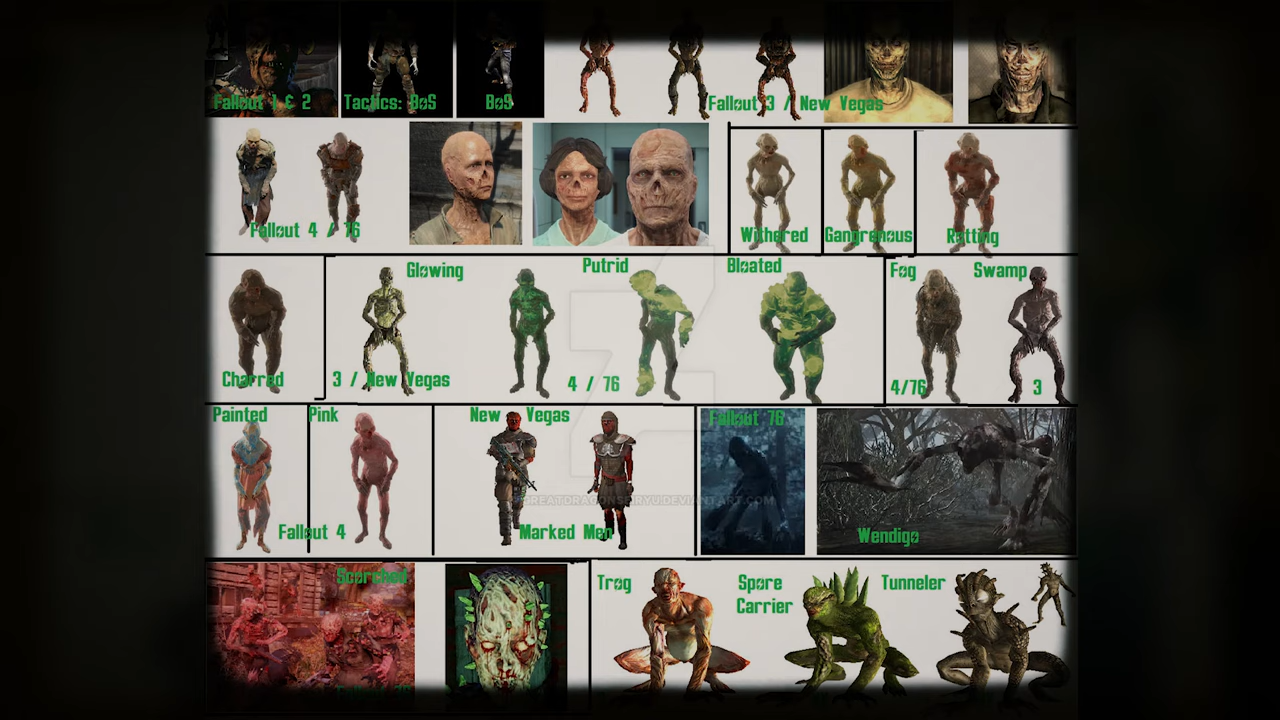 Fallout 1 & 2
Tactics: BoS
BoS
Fallout 3 / New Vegas
Fallout 4 / 76
Withered
Gangrenous
Rotting
Charred
Glowing
3 / New Vegas
Putrid
4 / 76
Bloated
Fog
4/76
Swamp
3
Painted
Pink
Fallout 4
New Vegas
Marked Men
Fallout 76
Wendigo
Scorched
Trog
Spore
Carrier
Tunneler